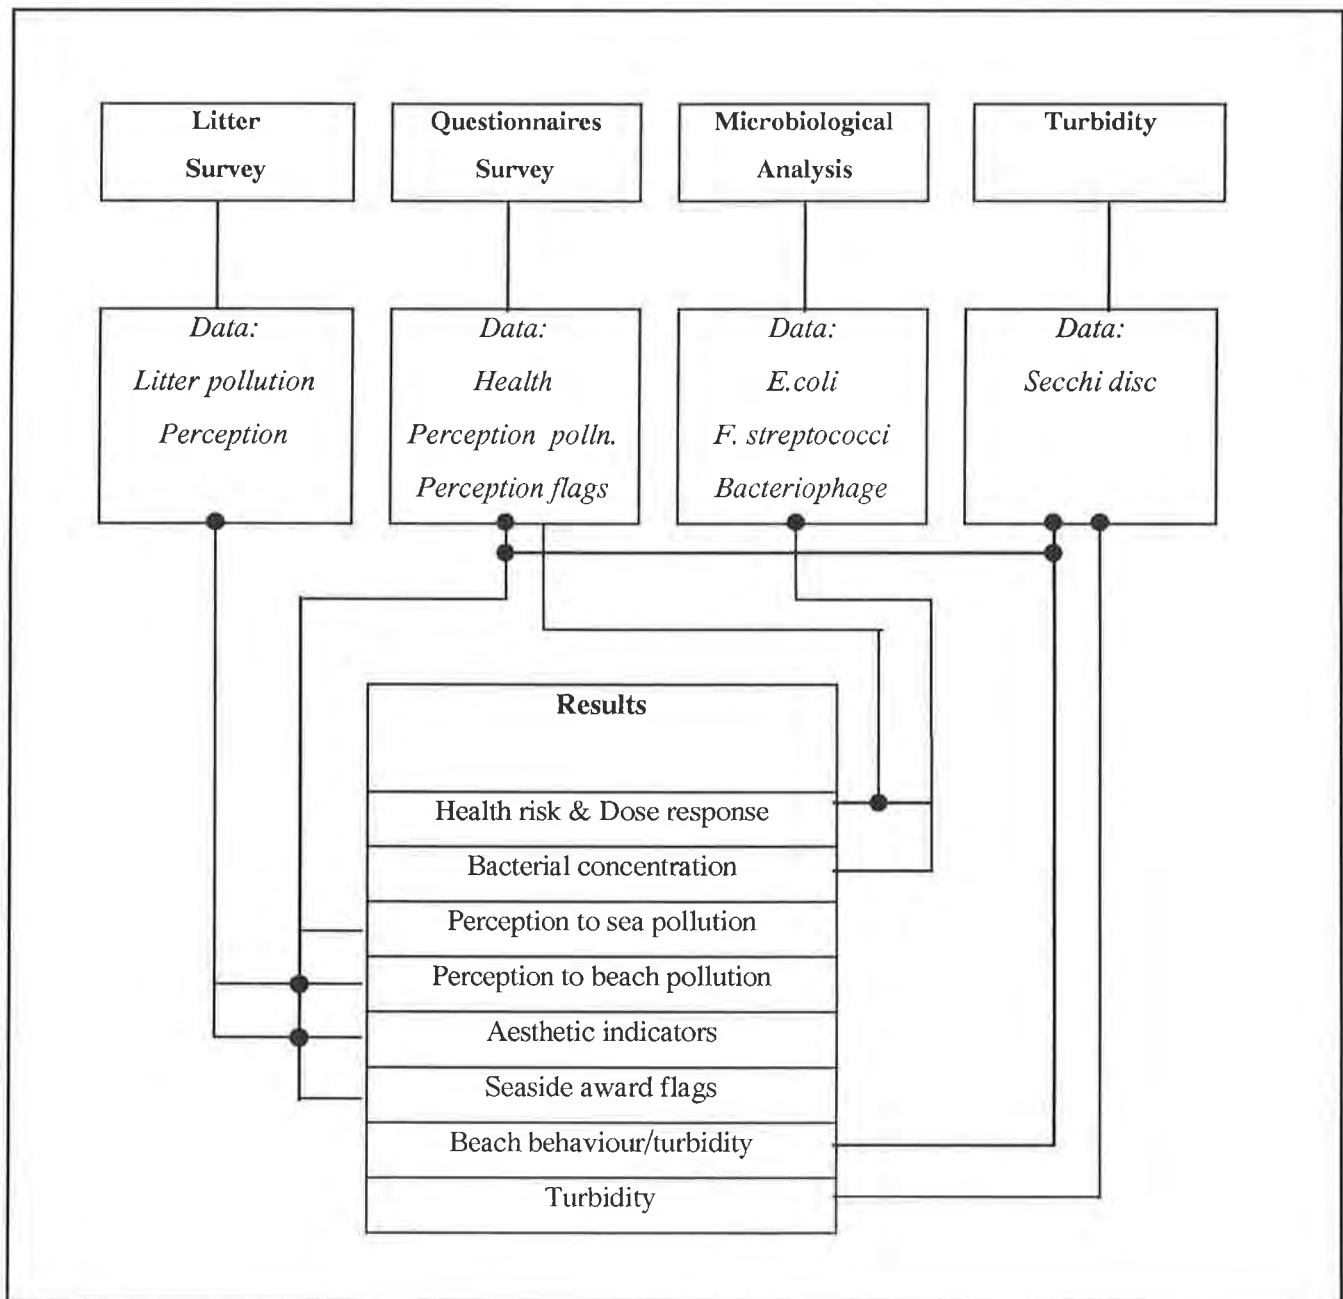 Litter
Survey
Questionnaires
Survey
Microbiological
Analysis
Turbidity
Data:
Litter pollution
Perception
Data:
Health
Perception polln.
Perception flags
Data:
E.coli
F. streptococci
Bacteriophage
Data:
Secchi disc
Results
Health risk & Dose response
Bacterial concentration
Perception to sea pollution
Perception to beach pollution
Aesthetic indicators
Seaside award flags
Beach behaviour/turbidity
Turbidity